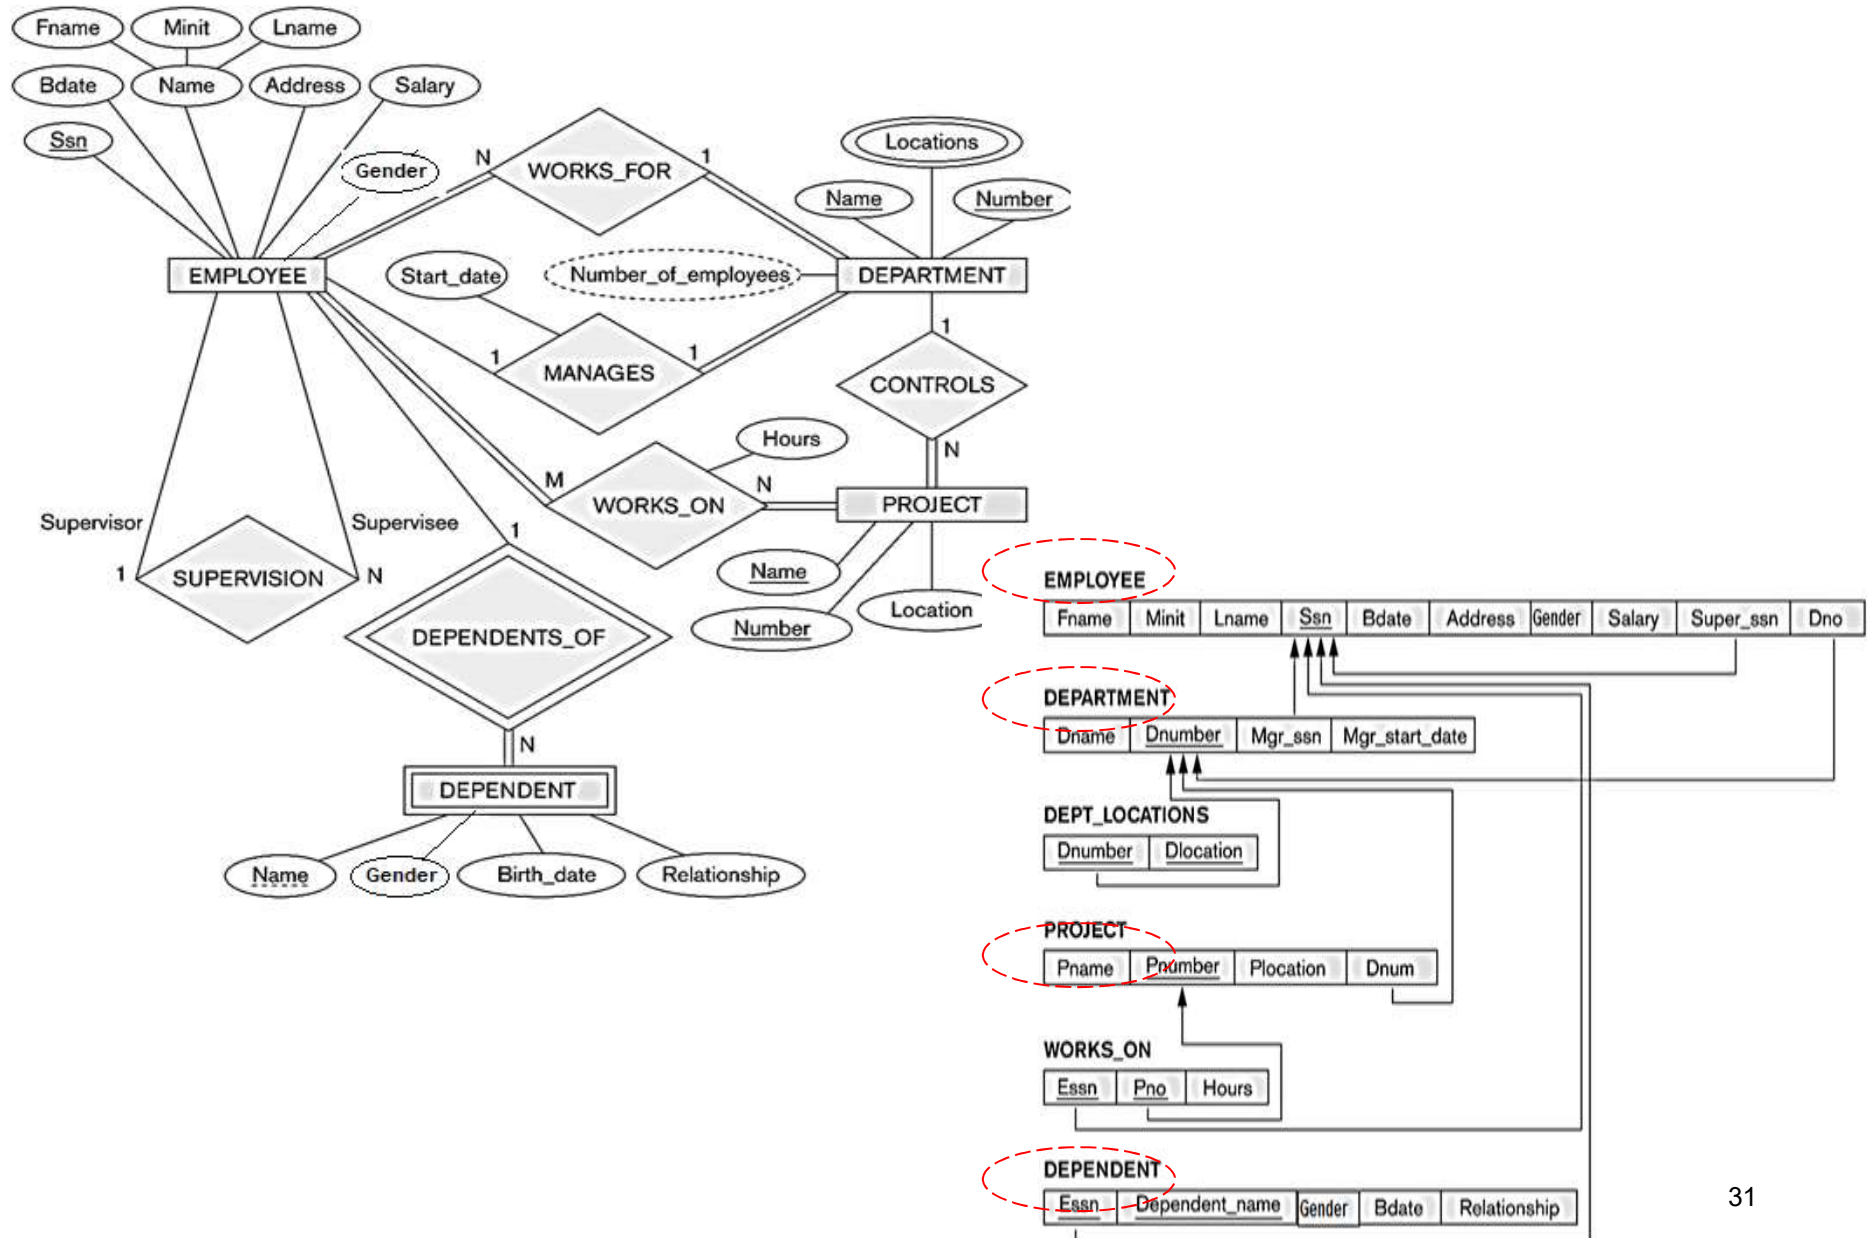 Fname Minit Lname
Bdate Name Address Salary
Ssn
Gender
N WORKS_FOR 1
Locations
Name Number
EMPLOYEE Start_date Number_of_employees DEPARTMENT
1 MANAGES 1
1
CONTROLS
N
Hours
M WORKS_ON N PROJECT
Supervisor Supervisee
1 SUPERVISION N
1
Name
Number
Location
DEPENDENTS_OF
N
DEPENDENT
Name Gender Birth_date Relationship
EMPLOYEE
Fname Minit Lname Ssn Bdate Address Gender Salary Super_ssn Dno
DEPARTMENT
Dname Dnumber Mgr_ssn Mgr_start_date
DEPT_LOCATIONS
Dnumber Dlocation
PROJECT
Pname Pnumber Plocation Dnum
WORKS_ON
Essn Pno Hours
DEPENDENT
Essn Dependent_name Gender Bdate Relationship
31